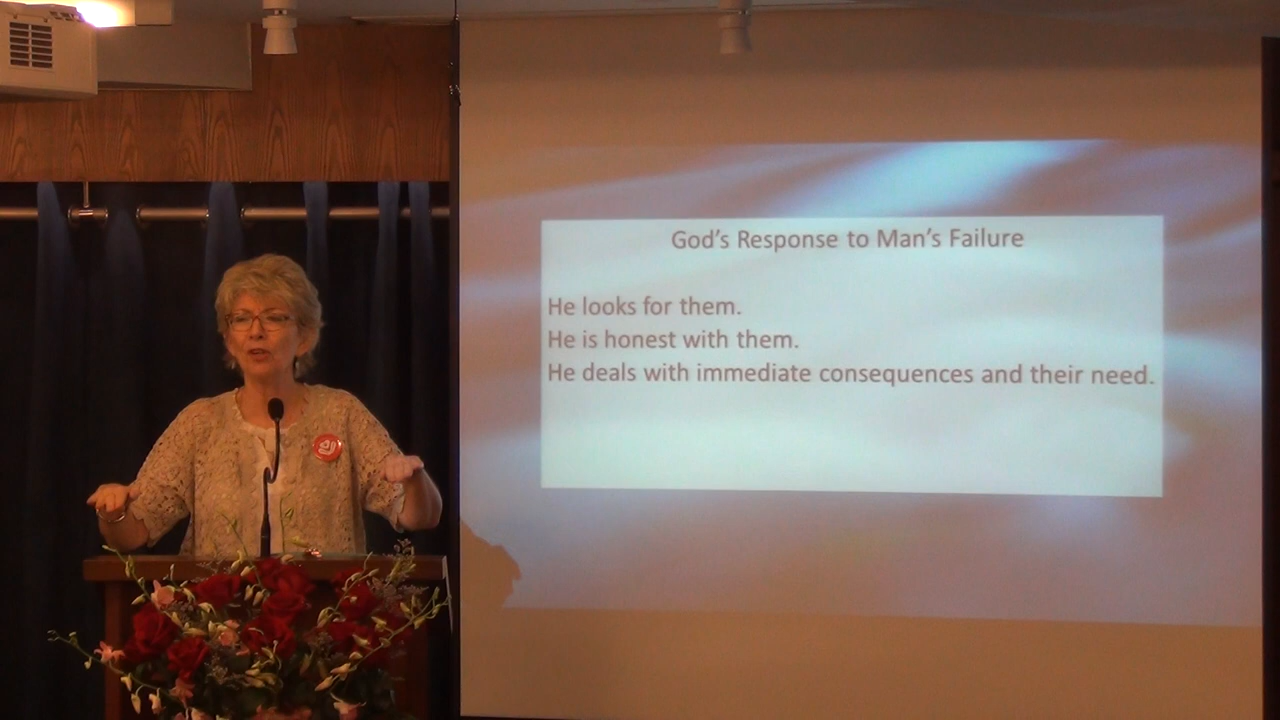 God's Response to Man's Failure
He looks for them.
He is honest with them.
He deals with immediate consequences and their need.